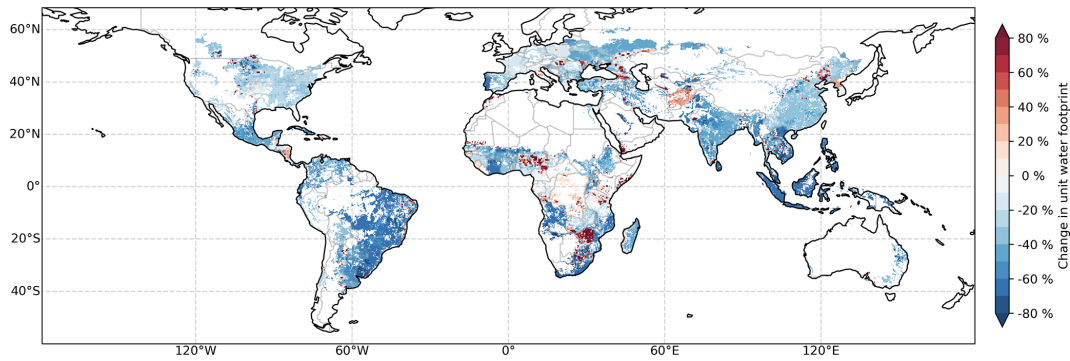 60°N
40°N
20°N
0°
20°S
40°S
120°W
60°W
0°
60°E
120°E
80 %
60 %
40 %
20 %
0 %
-20 %
-40 %
-60 %
-80 %
Change in unit water footprint